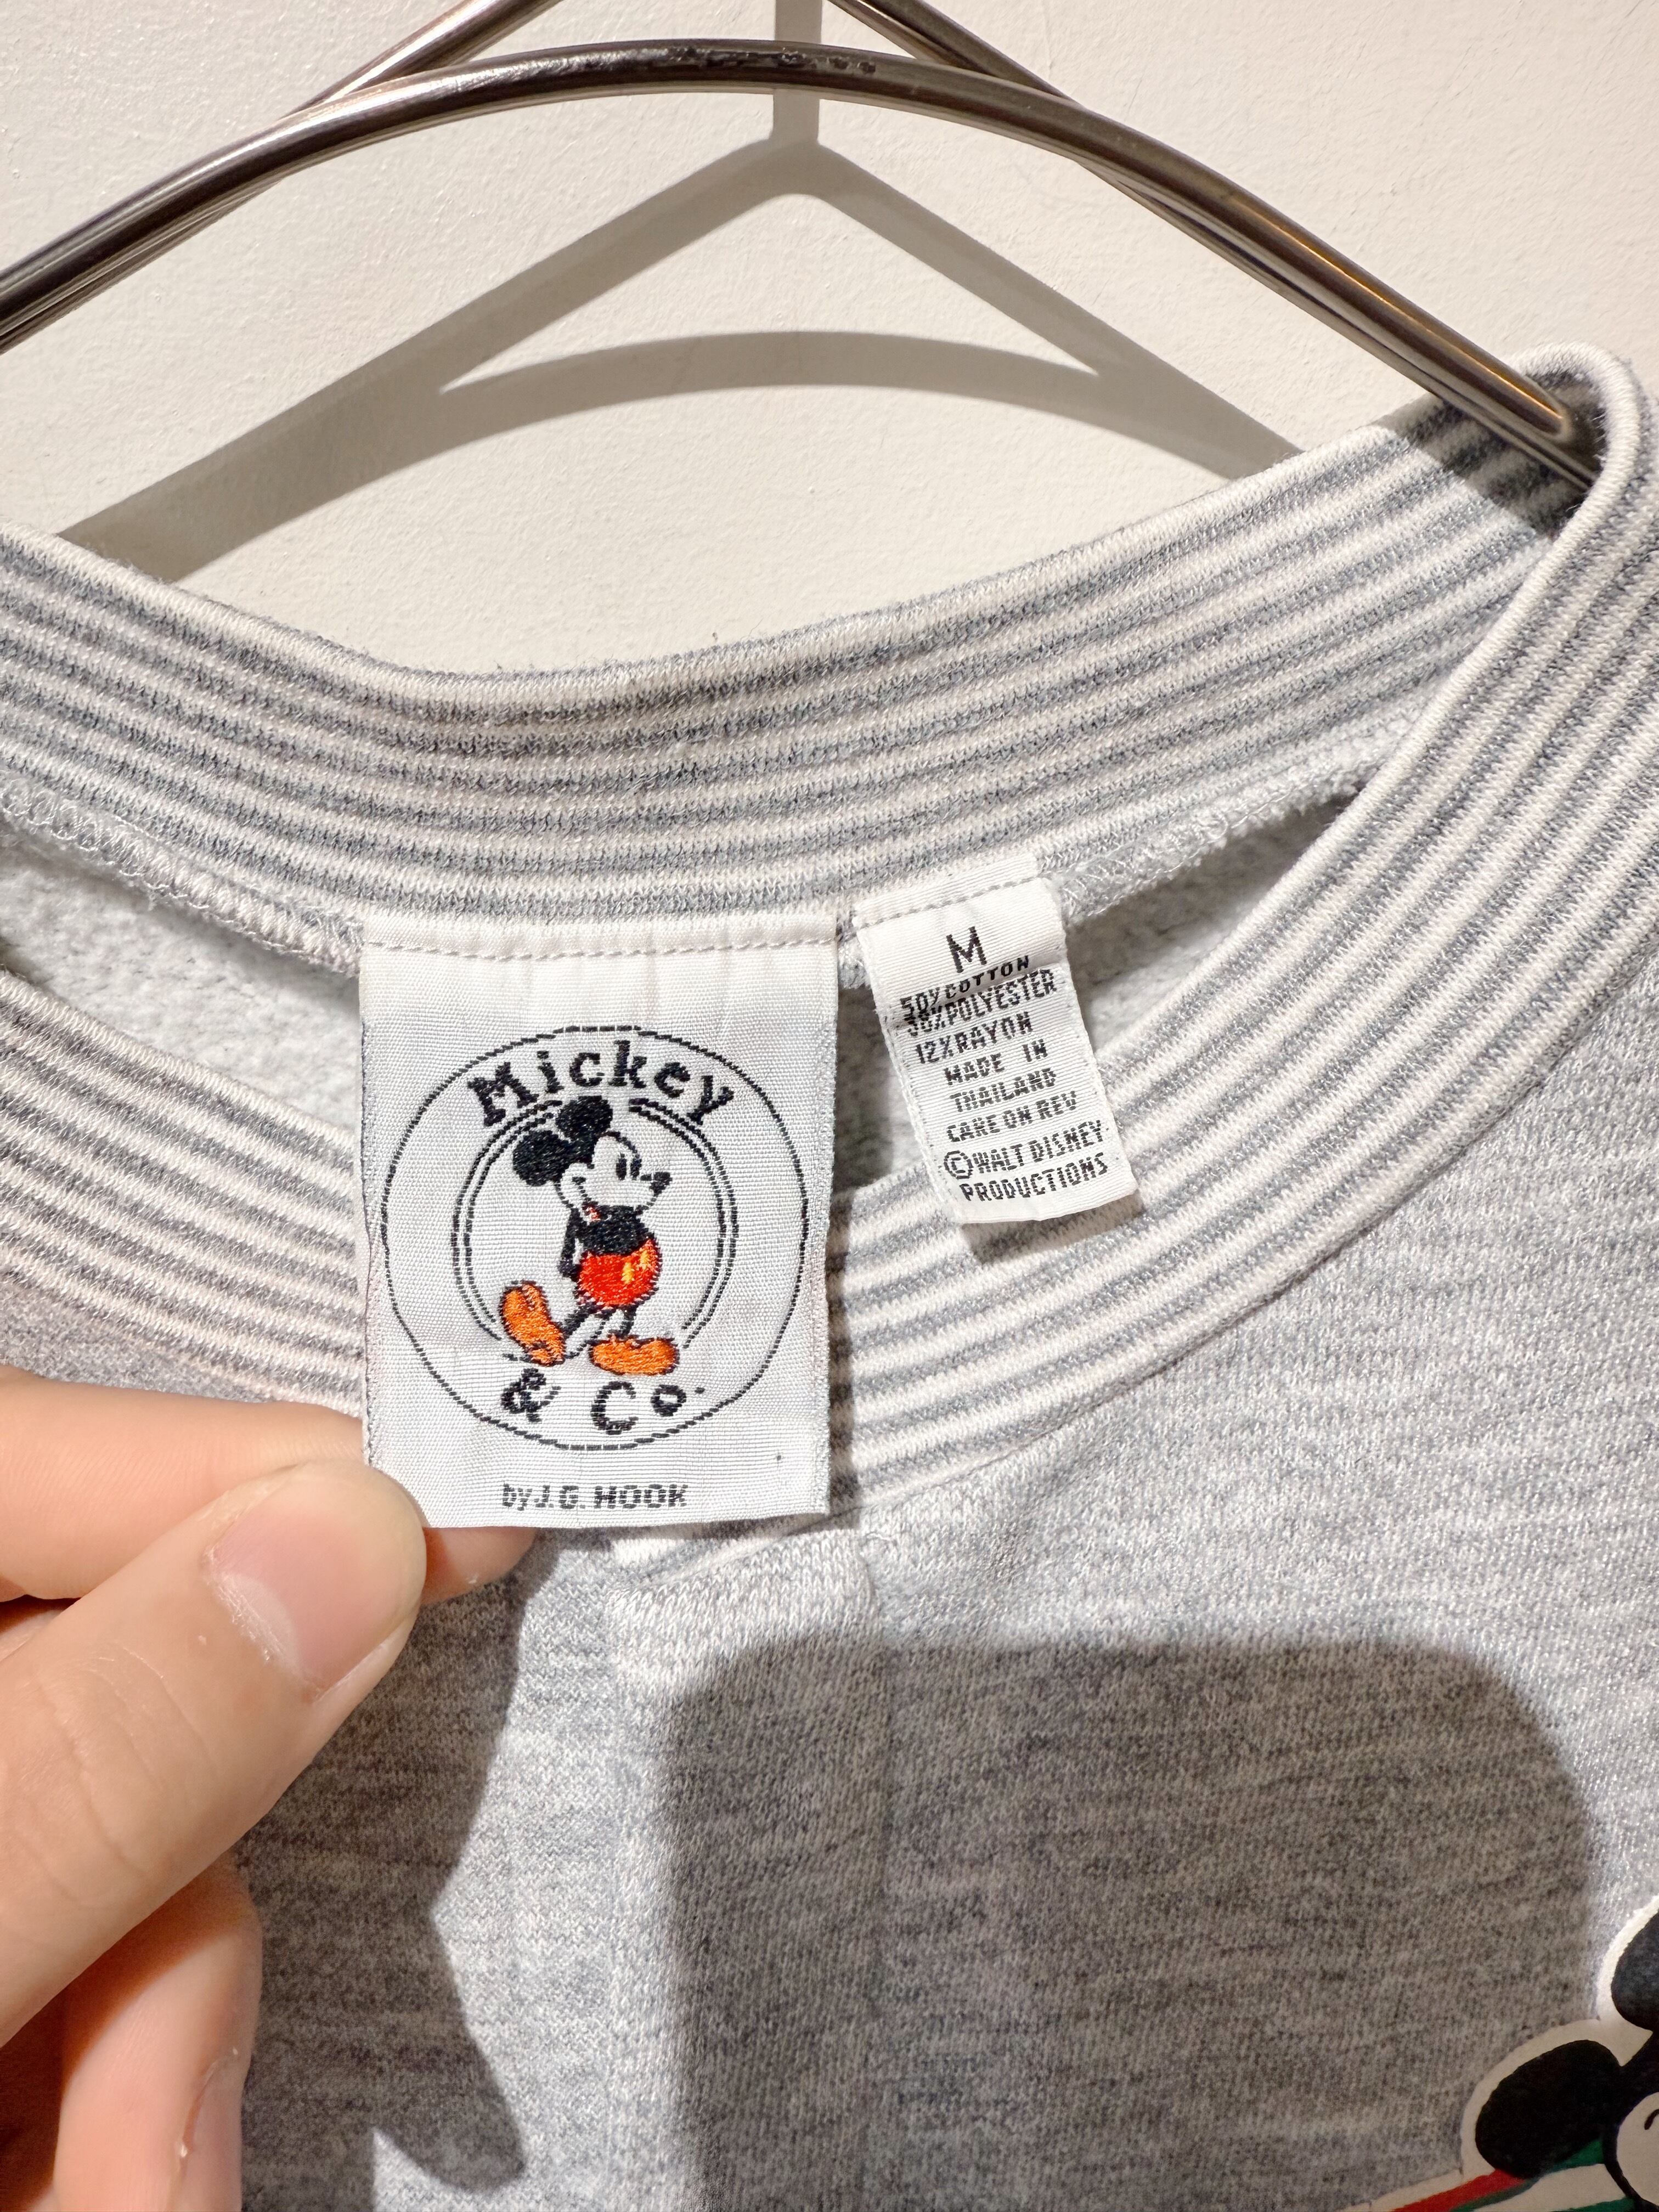 Mickey
& Co.
by J.G. HOOK
M
50% COTTON
38% POLYESTER
12% RAYON
MADE IN
THAILAND
CARE ON REV
©WALT DISNEY
PRODUCTIONS